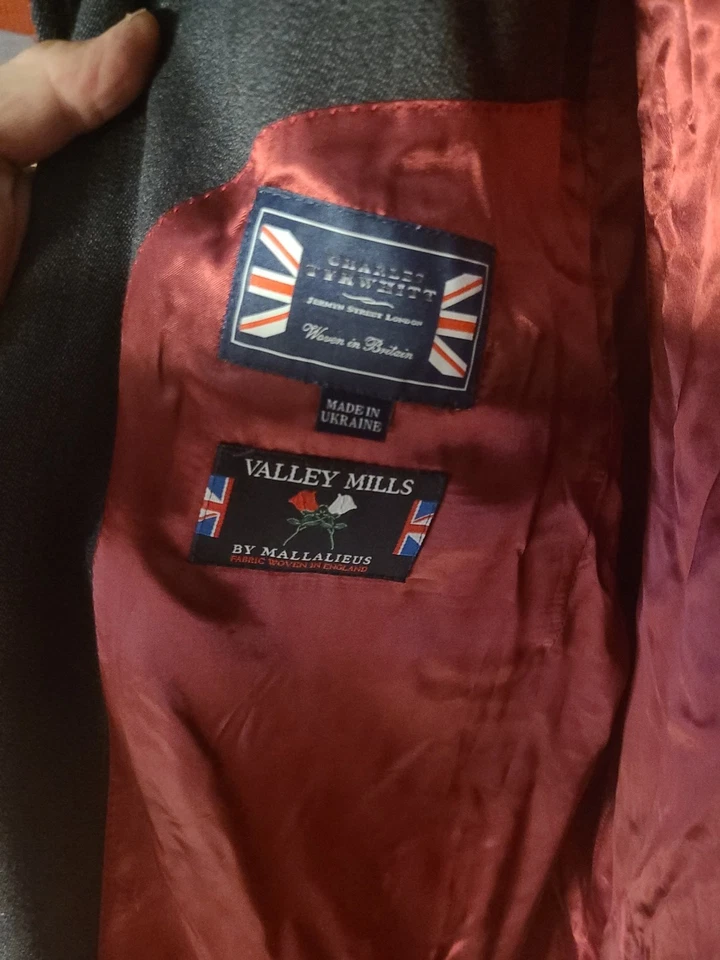 CHARLES
TYRWHITT
JERMYN STREET LONDON
Woven in Britain
MADE IN
UKRAINE
VALLEY MILLS
BY MALLALIEUS
FABRIC WOVEN IN ENGLAND